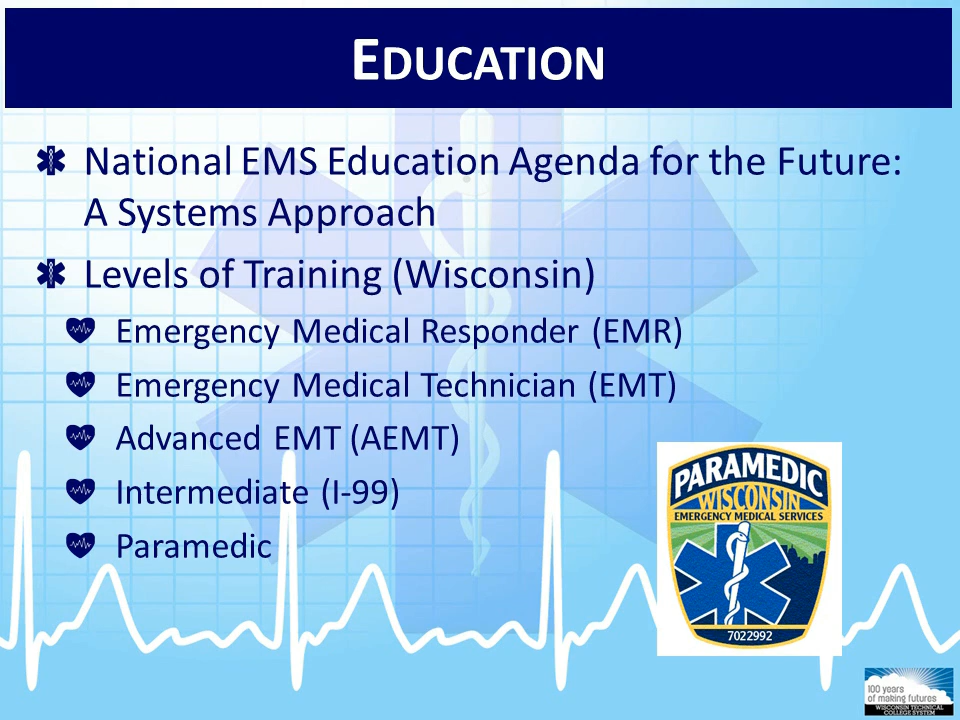 EDUCATION
National EMS Education Agenda for the Future:
A Systems Approach
Levels of Training (Wisconsin)
Emergency Medical Responder (EMR)
Emergency Medical Technician (EMT)
Advanced EMT (AEMT)
Intermediate (I-99)
Paramedic
PARAMEDIC
WISCONSIN
EMERGENCY MEDICAL SERVICES
7022992
100 years
of making futures
WISCONSIN TECHNICAL
COLLEGE SYSTEM